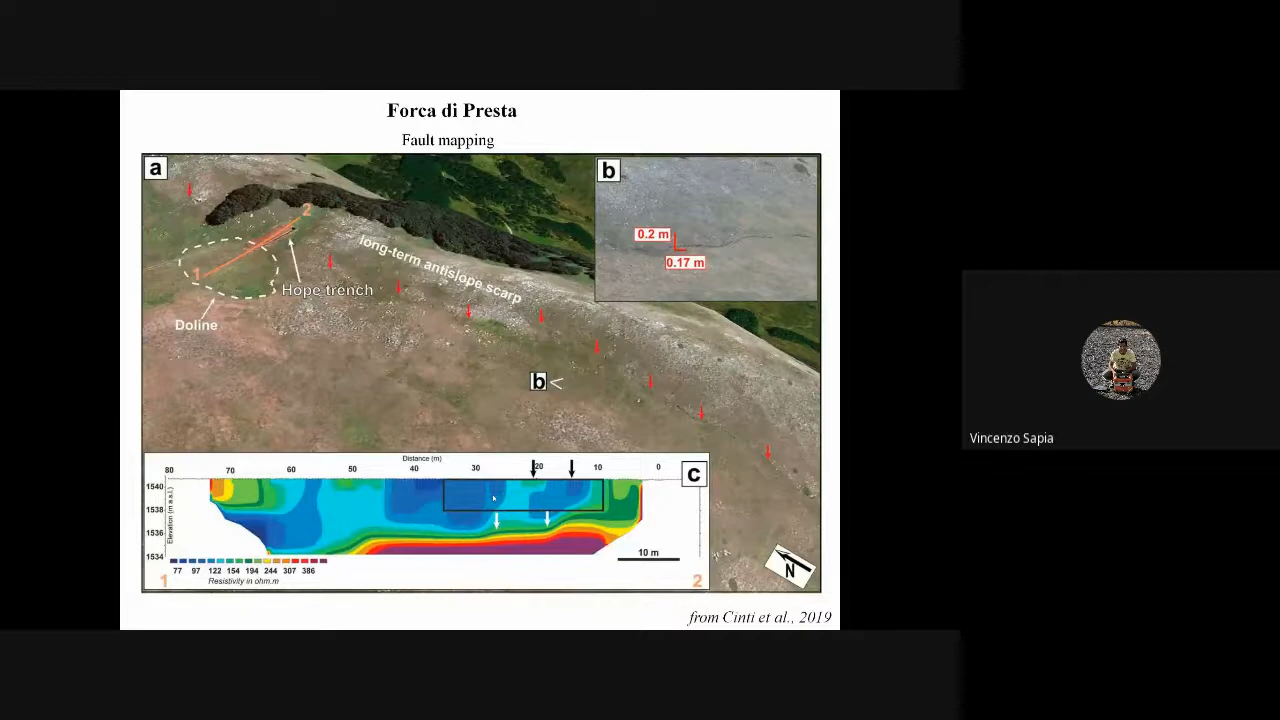 Forca di Presta
Fault mapping
a
b
2
0.2 m
0.17 m
long-term antislope scarp
1
Hope trench
Doline
b <
Distance (m)
80 70 60 50 40 30 20 10 0
c
1540
1538
1536
1534
Elevation (m a.s.l.)
10 m
77 97 122 154 194 244 307 386
Resistivity in ohm.m
1
2
N
from Cinti et al., 2019
Vincenzo Sapia